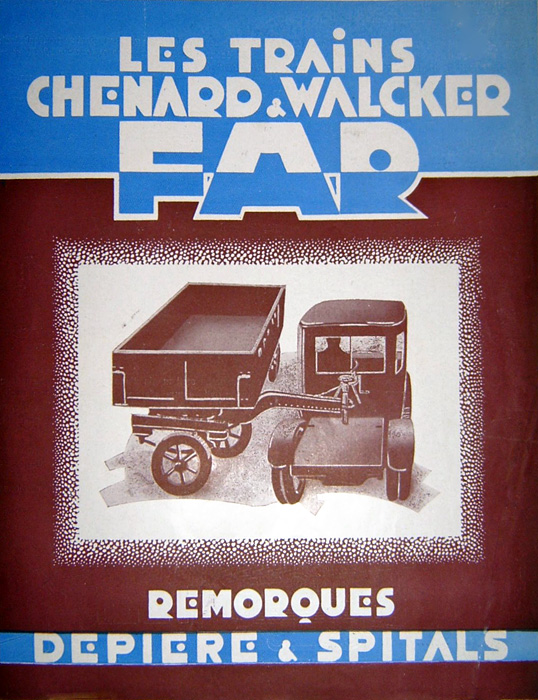 LES TRAiNS
CHENARD & WALCKER
FAR
REMORQUES
DEPIERE & SPITALS